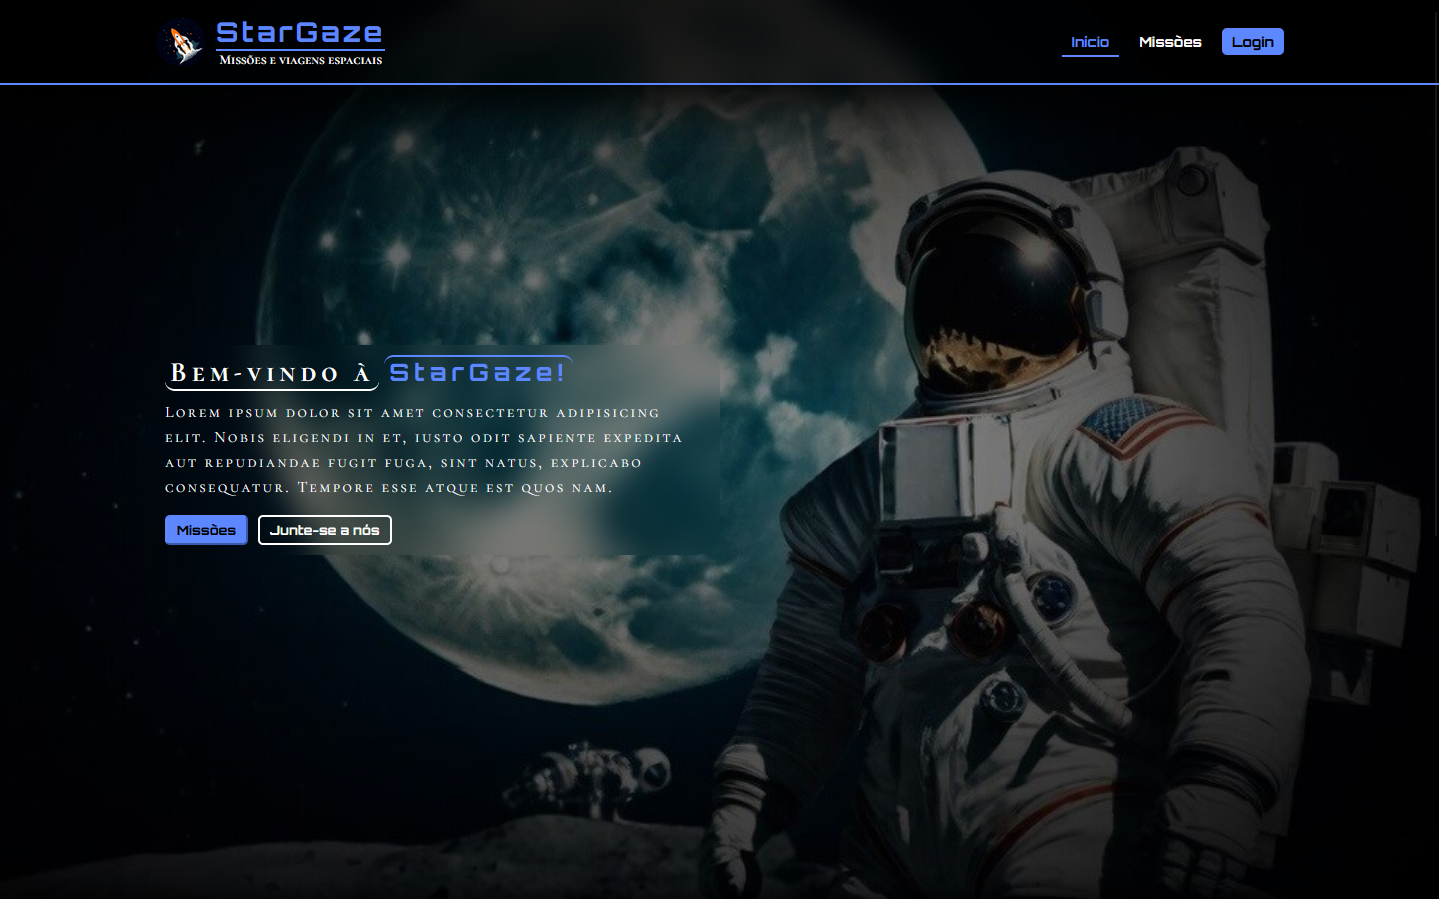 StarGaze
Missões e viagens espaciais
Início
Missões
Login
Bem-vindo à StarGaze!
Lorem ipsum dolor sit amet consectetur adipisicing
elit. Nobis eligendi in et, iusto odit sapiente expedita
aut repudiandae fugit fuga, sint natus, explicabo
consequatur. Tempore esse atque est quos nam.
Missões
Junte-se a nós